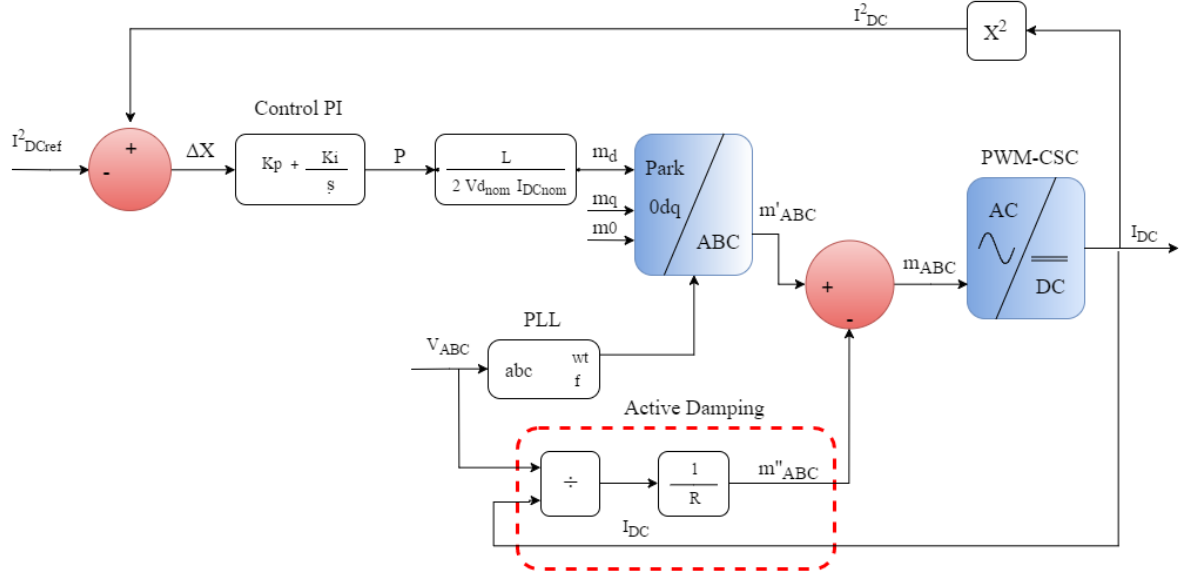 I²DC
X²
Control PI
I²DCref
+
-
ΔX
Kp + Ki
s
P
L
2 Vdnom IDCnom
md
mq
m0
Park
0dq
ABC
m'ABC
+
-
mABC
PWM-CSC
AC
DC
IDC
PLL
VABC
abc
wt
f
Active Damping
÷
1
R
m"ABC
IDC